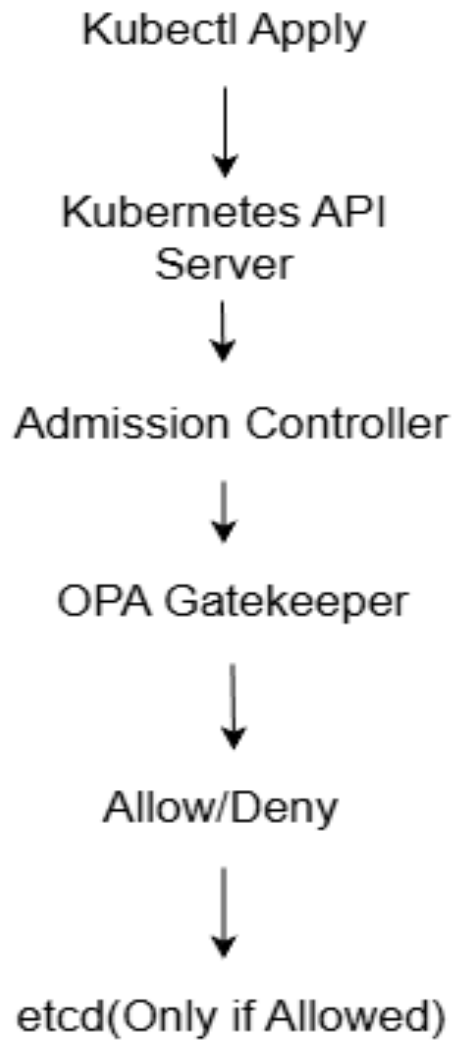 Kubectl Apply
Kubernetes API
Server
Admission Controller
OPA Gatekeeper
Allow/Deny
etcd(Only if Allowed)